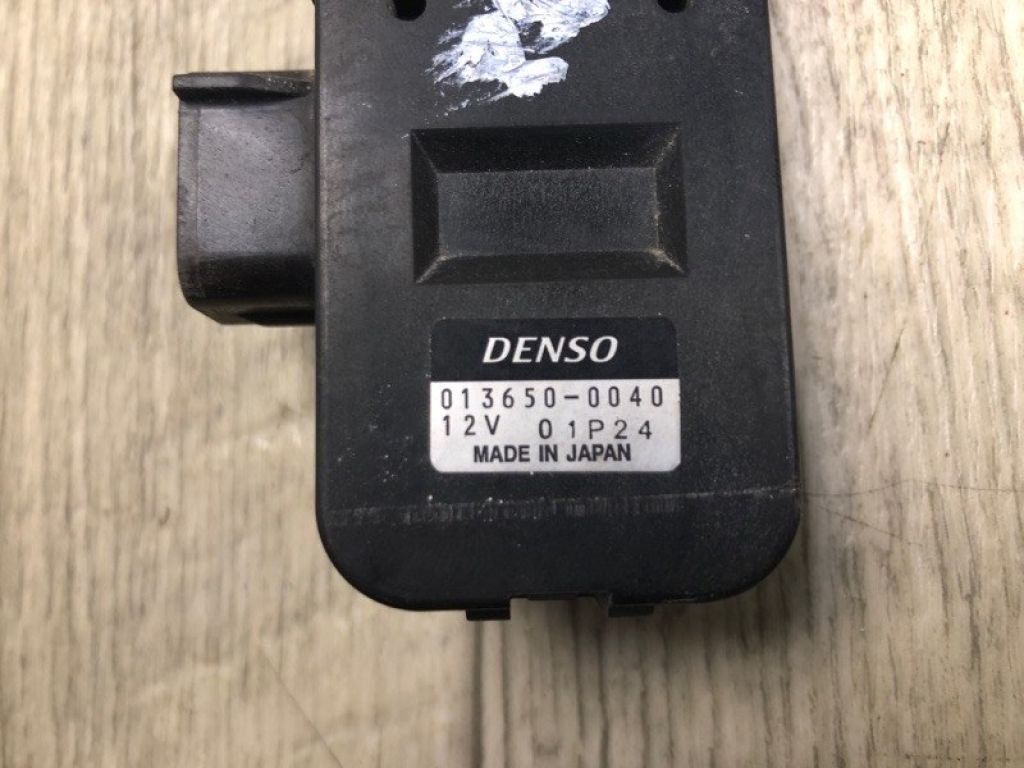 DENSO
013650-0040
12V 01P24
MADE IN JAPAN